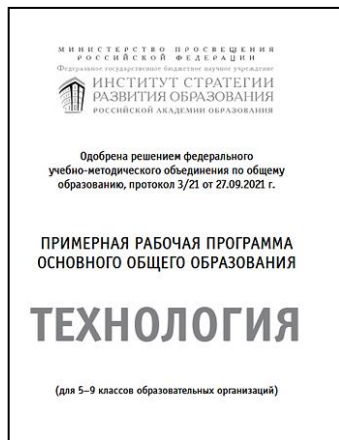 МИНИСТЕРСТВО ПРОСВЕЩЕНИЯ
РОССИЙСКОЙ ФЕДЕРАЦИИ
Федеральное государственное бюджетное научное учреждение
ИНСТИТУТ СТРАТЕГИИ
РАЗВИТИЯ ОБРАЗОВАНИЯ
РОССИЙСКОЙ АКАДЕМИИ ОБРАЗОВАНИЯ
Одобрена решением федерального
учебно-методического объединения по общему
образованию, протокол 3/21 от 27.09.2021 г.
ПРИМЕРНАЯ РАБОЧАЯ ПРОГРАММА
ОСНОВНОГО ОБЩЕГО ОБРАЗОВАНИЯ
ТЕХНОЛОГИЯ
(для 5–9 классов образовательных организаций)